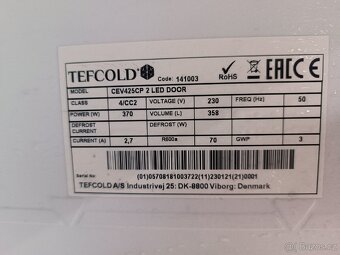 TEFCOLD Code: 141003 RoHS EAC CE
MODEL CEV425CP 2 LED DOOR
CLASS 4/CC2 VOLTAGE (V) 230 FREQ (Hz) 50
POWER (W) 370 VOLUME (L) 358
DEFROST CURRENT DEFROST WATT
CURRENT (A) 2,7 R600a 70 GWP 3
Serial No:
(01)05708181003722(11)230121(21)0001
TEFCOLD A/S Industrivej 25: DK-8800 Viborg: Denmark